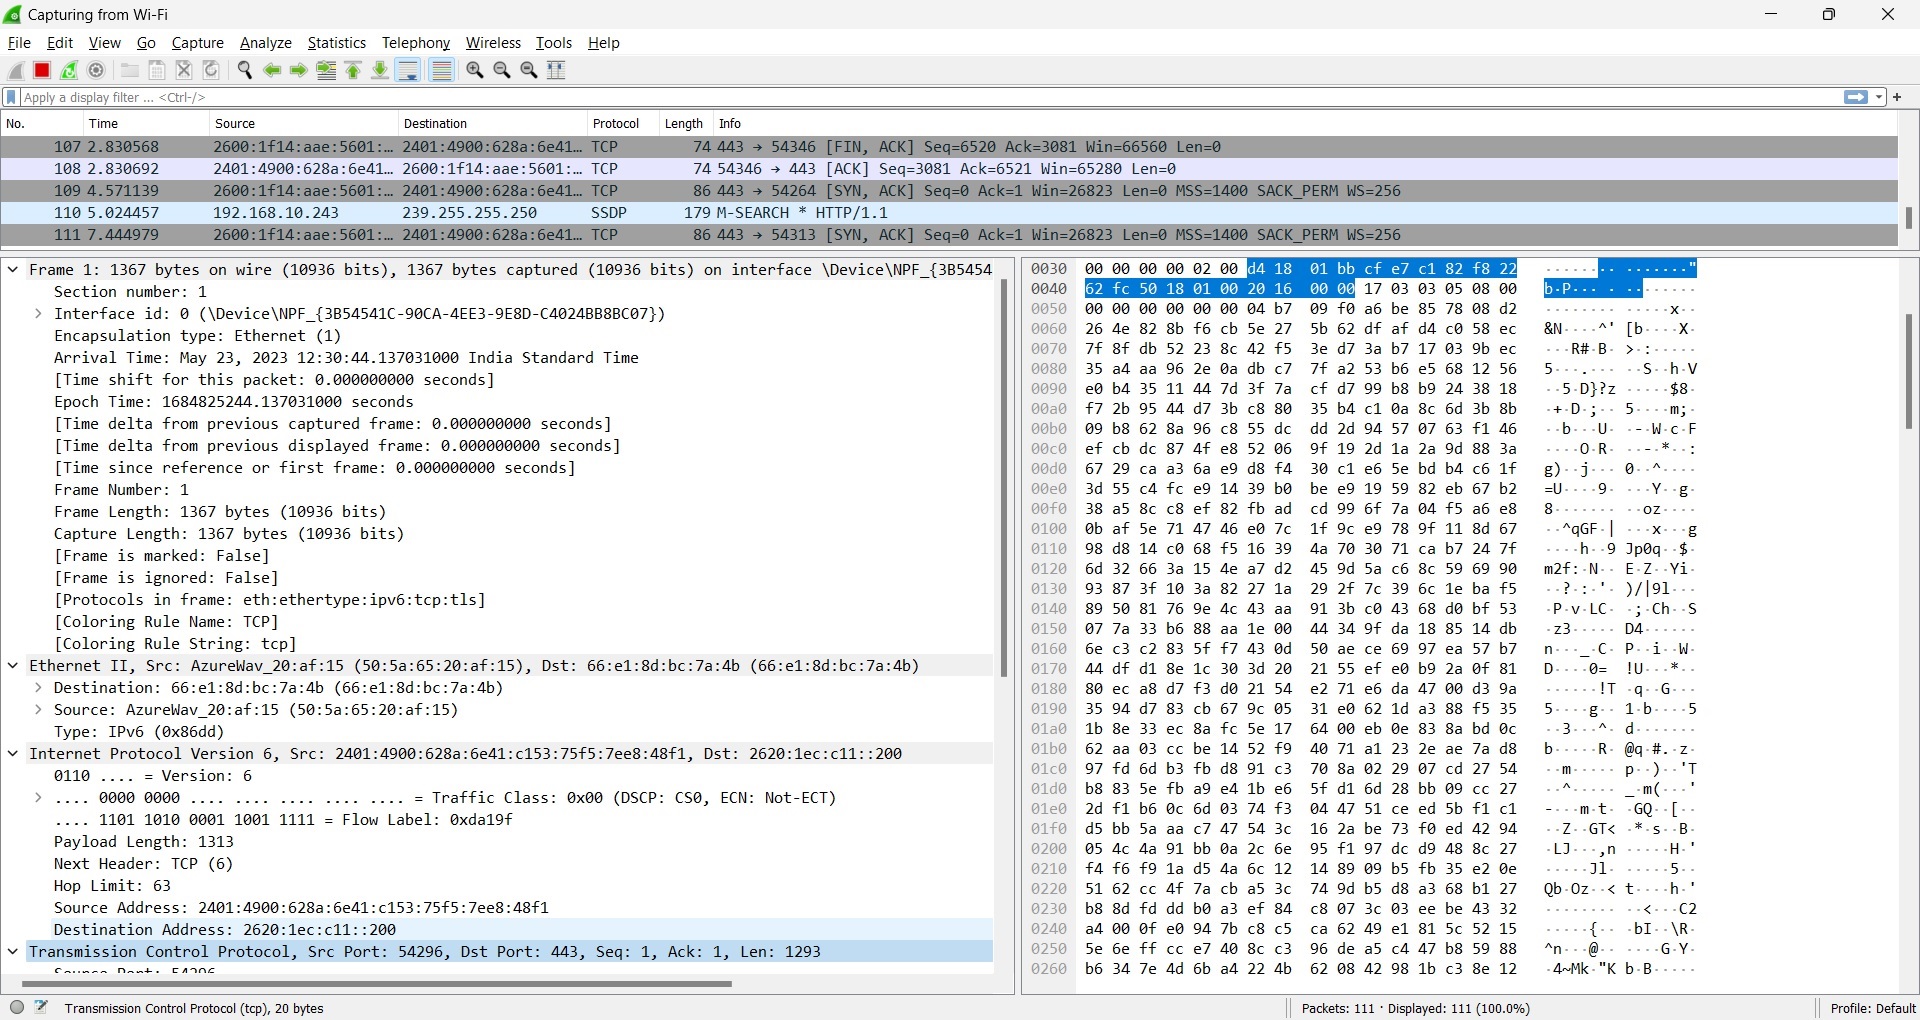 Capturing from Wi-Fi
File Edit View Go Capture Analyze Statistics Telephony Wireless Tools Help
Apply a display filter ... <Ctrl-/>
No. Time Source Destination Protocol Length Info
107 2.830568 2600:1f14:aae:5601:... 2401:4900:628a:6e41... TCP 74 443 → 54346 [FIN, ACK] Seq=6520 Ack=3081 Win=66560 Len=0
108 2.830692 2401:4900:628a:6e41... 2600:1f14:aae:5601:... TCP 74 54346 → 443 [ACK] Seq=3081 Ack=6521 Win=65280 Len=0
109 4.571139 2600:1f14:aae:5601:... 2401:4900:628a:6e41... TCP 86 443 → 54264 [SYN, ACK] Seq=0 Ack=1 Win=26823 Len=0 MSS=1400 SACK_PERM WS=256
110 5.024457 192.168.10.243 239.255.255.250 SSDP 179 M-SEARCH * HTTP/1.1
111 7.444979 2600:1f14:aae:5601:... 2401:4900:628a:6e41... TCP 86 443 → 54313 [SYN, ACK] Seq=0 Ack=1 Win=26823 Len=0 MSS=1400 SACK_PERM WS=256
Frame 1: 1367 bytes on wire (10936 bits), 1367 bytes captured (10936 bits) on interface \Device\NPF_{3B5454
Section number: 1
Interface id: 0 (\Device\NPF_{3B54541C-90CA-4EE3-9E8D-C4024BB8BC07})
Encapsulation type: Ethernet (1)
Arrival Time: May 23, 2023 12:30:44.137031000 India Standard Time
[Time shift for this packet: 0.000000000 seconds]
Epoch Time: 1684825244.137031000 seconds
[Time delta from previous captured frame: 0.000000000 seconds]
[Time delta from previous displayed frame: 0.000000000 seconds]
[Time since reference or first frame: 0.000000000 seconds]
Frame Number: 1
Frame Length: 1367 bytes (10936 bits)
Capture Length: 1367 bytes (10936 bits)
[Frame is marked: False]
[Frame is ignored: False]
[Protocols in frame: eth:ethertype:ipv6:tcp:tls]
[Coloring Rule Name: TCP]
[Coloring Rule String: tcp]
Ethernet II, Src: AzureWav_20:af:15 (50:5a:65:20:af:15), Dst: 66:e1:8d:bc:7a:4b (66:e1:8d:bc:7a:4b)
Destination: 66:e1:8d:bc:7a:4b (66:e1:8d:bc:7a:4b)
Source: AzureWav_20:af:15 (50:5a:65:20:af:15)
Type: IPv6 (0x86dd)
Internet Protocol Version 6, Src: 2401:4900:628a:6e41:c153:75f5:7ee8:48f1, Dst: 2620:1ec:c11::200
0110 .... = Version: 6
.... 0000 0000 .... .... .... .... .... = Traffic Class: 0x00 (DSCP: CS0, ECN: Not-ECT)
.... 1101 1010 0001 1001 1111 = Flow Label: 0xda19f
Payload Length: 1313
Next Header: TCP (6)
Hop Limit: 63
Source Address: 2401:4900:628a:6e41:c153:75f5:7ee8:48f1
Destination Address: 2620:1ec:c11::200
Transmission Control Protocol, Src Port: 54296, Dst Port: 443, Seq: 1, Ack: 1, Len: 1293
0030 00 00 00 00 02 00 d4 18 01 bb cf e7 c1 82 f8 22 ······ ·· ·······"
0040 62 fc 50 18 01 00 20 16 00 00 17 03 03 05 08 00 b·P··· · ········
0050 00 00 00 00 00 00 04 b7 09 f0 a6 be 85 78 08 d2 ········ ·····x··
0060 26 4e 82 8b f6 cb 5e 27 5b 62 df af d4 c0 58 ec &N····^' [b····X·
0070 7f 8f db 52 23 8c 42 f5 3e d7 3a b7 17 03 9b ec ···R#·B· >·:·····
0080 35 a4 aa 96 2e 0a db c7 7f a2 53 b6 e5 68 12 56 5···.··· ··S··h·V
0090 e0 b4 35 11 44 7d 3f 7a cf d7 99 b8 b9 24 38 18 ··5·D}?z ·····$8·
00a0 f7 2b 95 44 d7 3b c8 80 35 b4 c1 0a 8c 6d 3b 8b ·+·D·;·· 5····m;·
00b0 09 b8 62 8a 96 c8 55 dc dd 2d 94 57 07 63 f1 46 ··b···U· ·-·W·c·F
00c0 ef cb dc 87 4f e8 52 06 9f 19 2d 1a 2a 9d 88 3a ····O·R· ··-·*··:
00d0 67 29 ca a3 6a e9 d8 f4 30 c1 e6 5e bd b4 c6 1f g)··j··· 0··^····
00e0 3d 55 c4 fc e9 14 39 b0 be e9 19 59 82 eb 67 b2 =U····9· ···Y··g·
00f0 38 a5 8c c8 ef 82 fb ad cd 99 6f 7a 04 f5 a6 e8 8······· ··oz····
0100 0b af 5e 71 47 46 e0 7c 1f 9c e9 78 9f 11 8d 67 ··^qGF·| ···x···g
0110 98 d8 14 c0 68 f5 16 39 4a 70 30 71 ca b7 24 7f ····h··9 Jp0q··$·
0120 6d 32 66 3a 15 4e a7 d2 45 9d 5a c6 8c 59 69 90 m2f:·N·· E·Z··Yi·
0130 93 87 3f 10 3a 82 27 1a 29 2f 7c 39 6c 1e ba f5 ··?·:·'· )/|9l···
0140 89 50 81 76 9e 4c 43 aa 91 3b c0 43 68 d0 bf 53 ·P·v·LC· ·;·Ch··S
0150 07 7a 33 b6 88 aa 1e 00 44 34 9f da 18 85 14 db ·z3····· D4······
0160 6e c3 c2 83 5f f7 43 0d 50 ae ce 69 97 ea 57 b7 n···_·C· P··i··W·
0170 44 df d1 8e 1c 30 3d 20 21 55 ef e0 b9 2a 0f 81 D····0= !U···*··
0180 80 ec a8 d7 f3 d0 21 54 e2 71 e6 da 47 00 d3 9a ······!T ·q··G···
0190 35 94 d7 83 cb 67 9c 05 31 e0 62 1d a3 88 f5 35 5····g·· 1·b····5
01a0 1b 8e 33 ec 8a fc 5e 17 64 00 eb 0e 83 8a bd 0c ··3···^· d·······
01b0 62 aa 03 cc be 14 52 f9 40 71 a1 23 2e ae 7a d8 b·····R· @q·#.·z·
01c0 97 fd 6d b3 fb d8 91 c3 70 8a 02 29 07 cd 27 54 ··m····· p··)··'T
01d0 b8 83 5e fb a9 e4 1b e6 5f d1 6d 28 bb 09 cc 27 ··^····· _·m(···'
01e0 2d f1 b6 0c 6d 03 74 f3 04 47 51 ce ed 5b f1 c1 -···m·t· ·GQ··[··
01f0 d5 bb 5a aa c7 47 54 3c 16 2a be 73 f0 ed 42 94 ··Z··GT< ·*·s··B·
0200 05 4c 4a 91 bb 0a 2c 6e 95 f1 97 dc d9 48 8c 27 ·LJ···,n ·····H·'
0210 f4 f6 f9 1a d5 4a 6c 12 14 89 09 b5 fb 35 e2 0e ·····Jl· ·····5··
0220 51 62 cc 4f 7a cb a5 3c 74 9d b5 d8 a3 68 b1 27 Qb·Oz··< t····h·'
0230 b8 8d fd dd b0 a3 ef 84 c8 07 3c 03 ee be 43 32 ········ ··<···C2
0240 a4 00 0f e0 94 7b c8 c5 ca 62 49 e1 81 5c 52 15 ·····{·· ·bI··\R·
0250 5e 6e ff cc e7 40 8c c3 96 de a5 c4 47 b8 59 88 ^n···@·· ····G·Y·
0260 b6 34 7e 4d 6b a4 22 4b 62 08 42 98 1b c3 8e 12 ·4~Mk·"K b·B·····
Transmission Control Protocol (tcp), 20 bytes
Packets: 111 · Displayed: 111 (100.0%)
Profile: Default